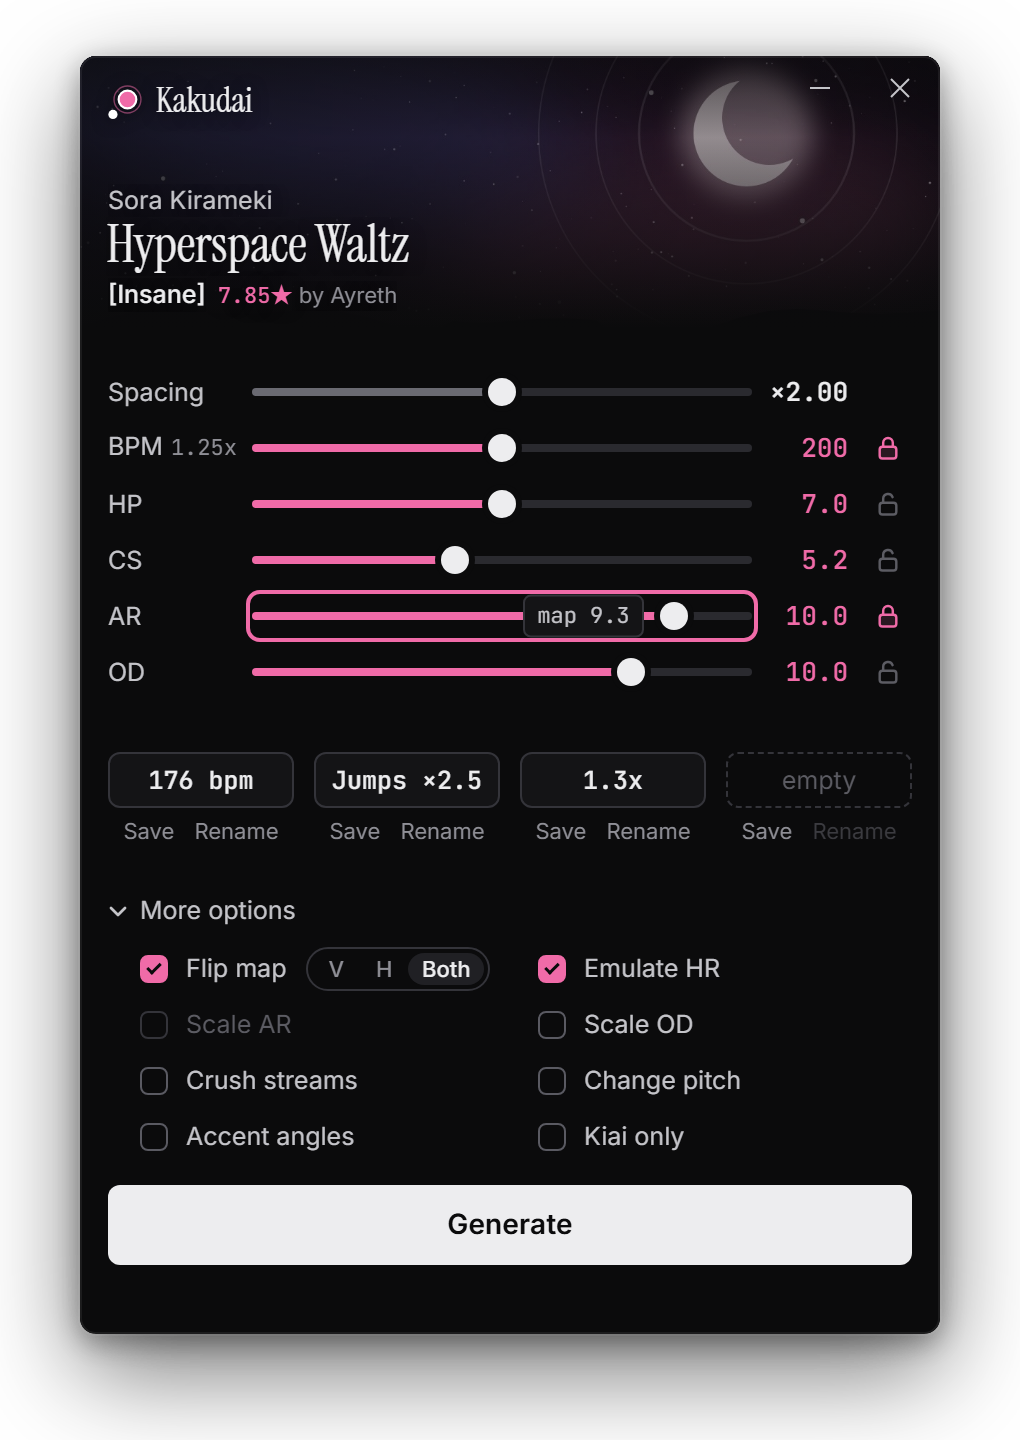 Kakudai
Sora Kirameki
Hyperspace Waltz
[Insane] 7.85★ by Ayreth
Spacing ×2.00
BPM 1.25x 200
HP 7.0
CS 5.2
AR map 9.3 10.0
OD 10.0
176 bpm Jumps ×2.5 1.3x empty
Save Rename Save Rename Save Rename Save Rename
More options
Flip map V H Both Emulate HR
Scale AR Scale OD
Crush streams Change pitch
Accent angles Kiai only
Generate